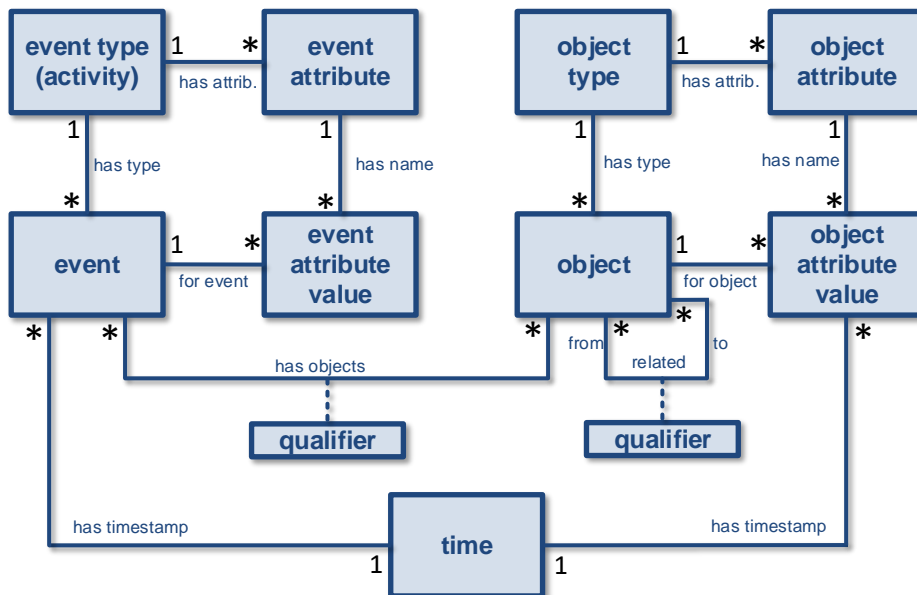 event type
(activity)
1
*
has attrib.
event
attribute
object
type
1
*
has attrib.
object
attribute
1
has type
*
1
has name
*
1
has type
*
1
has name
*
event
1
*
for event
event
attribute
value
object
1
*
for object
object
attribute
value
*
*
has objects
*
from
*
*
to
related
*
qualifier
qualifier
has timestamp
1
time
1
has timestamp